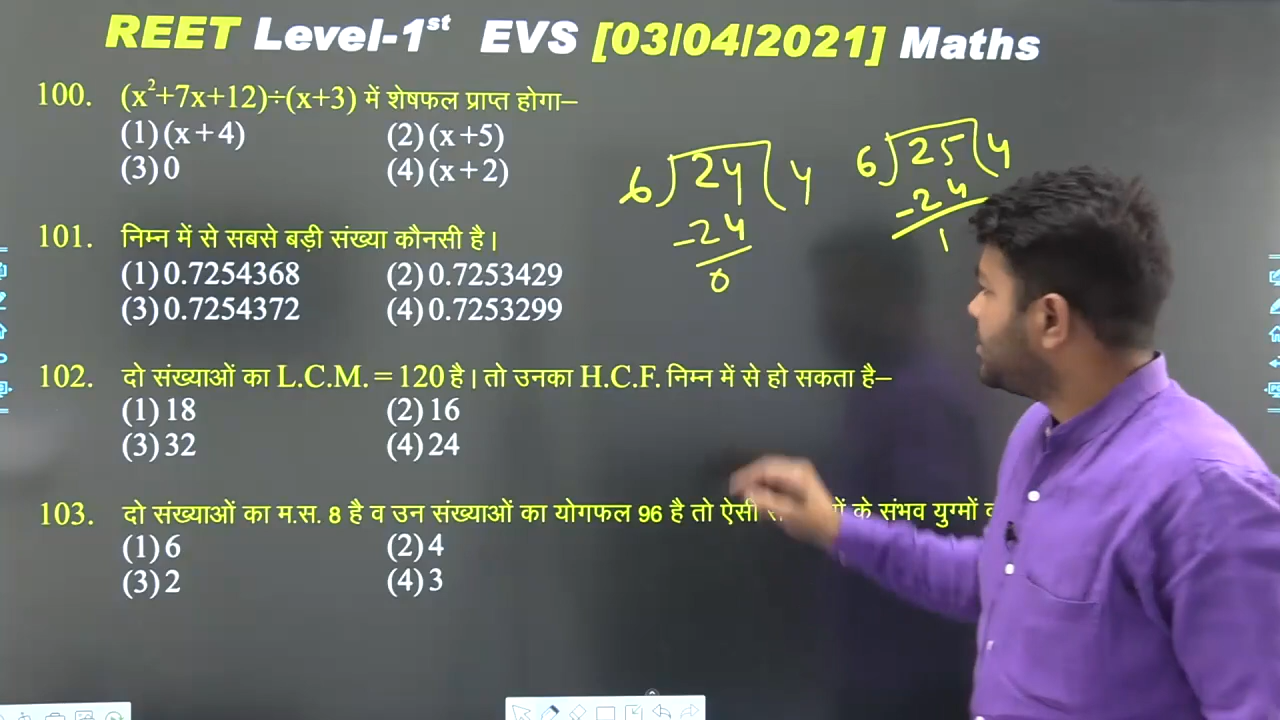 REET Level-1st EVS [03/04/2021] Maths
100. (x²+7x+12)÷(x+3) में शेषफल प्राप्त होगा–
(1) (x + 4) (2) (x +5)
(3) 0 (4) (x + 2)
101. निम्न में से सबसे बड़ी संख्या कौनसी है।
(1) 0.7254368 (2) 0.7253429
(3) 0.7254372 (4) 0.7253299
102. दो संख्याओं का L.C.M. = 120 है। तो उनका H.C.F. निम्न में से हो सकता है–
(1) 18 (2) 16
(3) 32 (4) 24
103. दो संख्याओं का म.स. 8 है व उन संख्याओं का योगफल 96 है तो ऐसी के संभव युग्मों
(1) 6 (2) 4
(3) 2 (4) 3
6)24(4
-24
0
6)25(4
-24
1